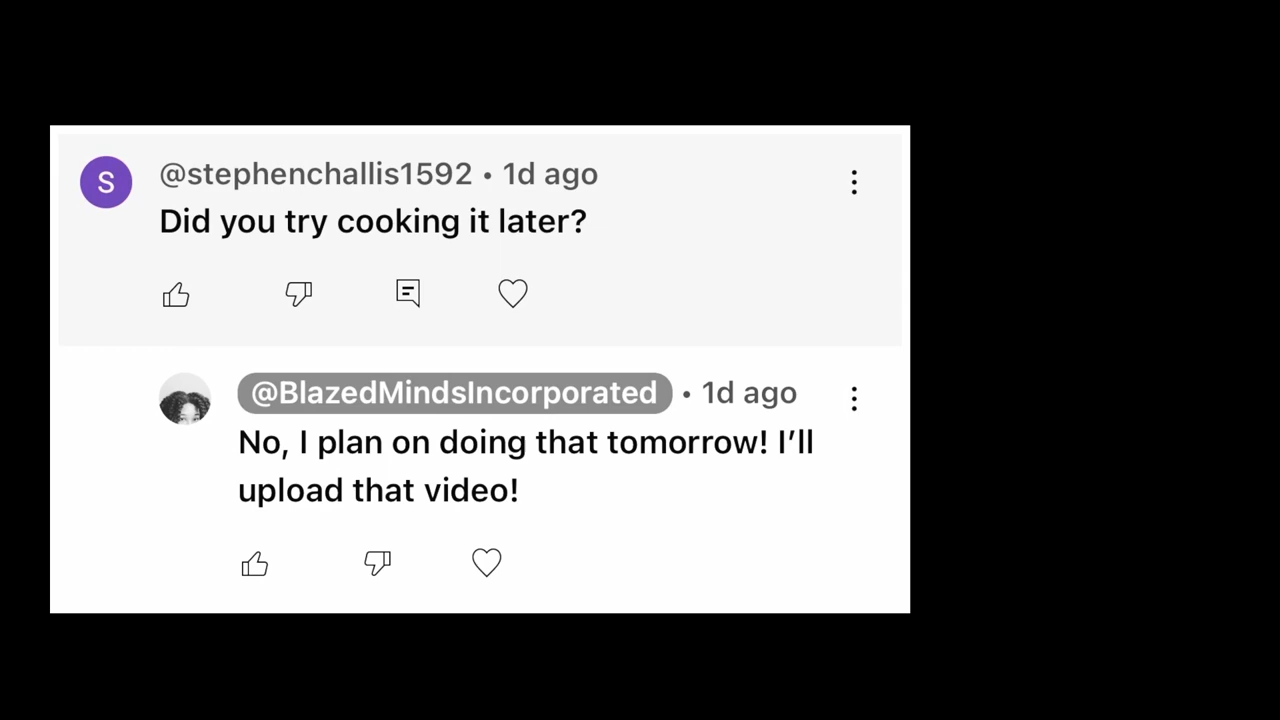 S
@stephenchallis1592 • 1d ago
Did you try cooking it later?
@BlazedMindsIncorporated • 1d ago
No, I plan on doing that tomorrow! I’ll
upload that video!